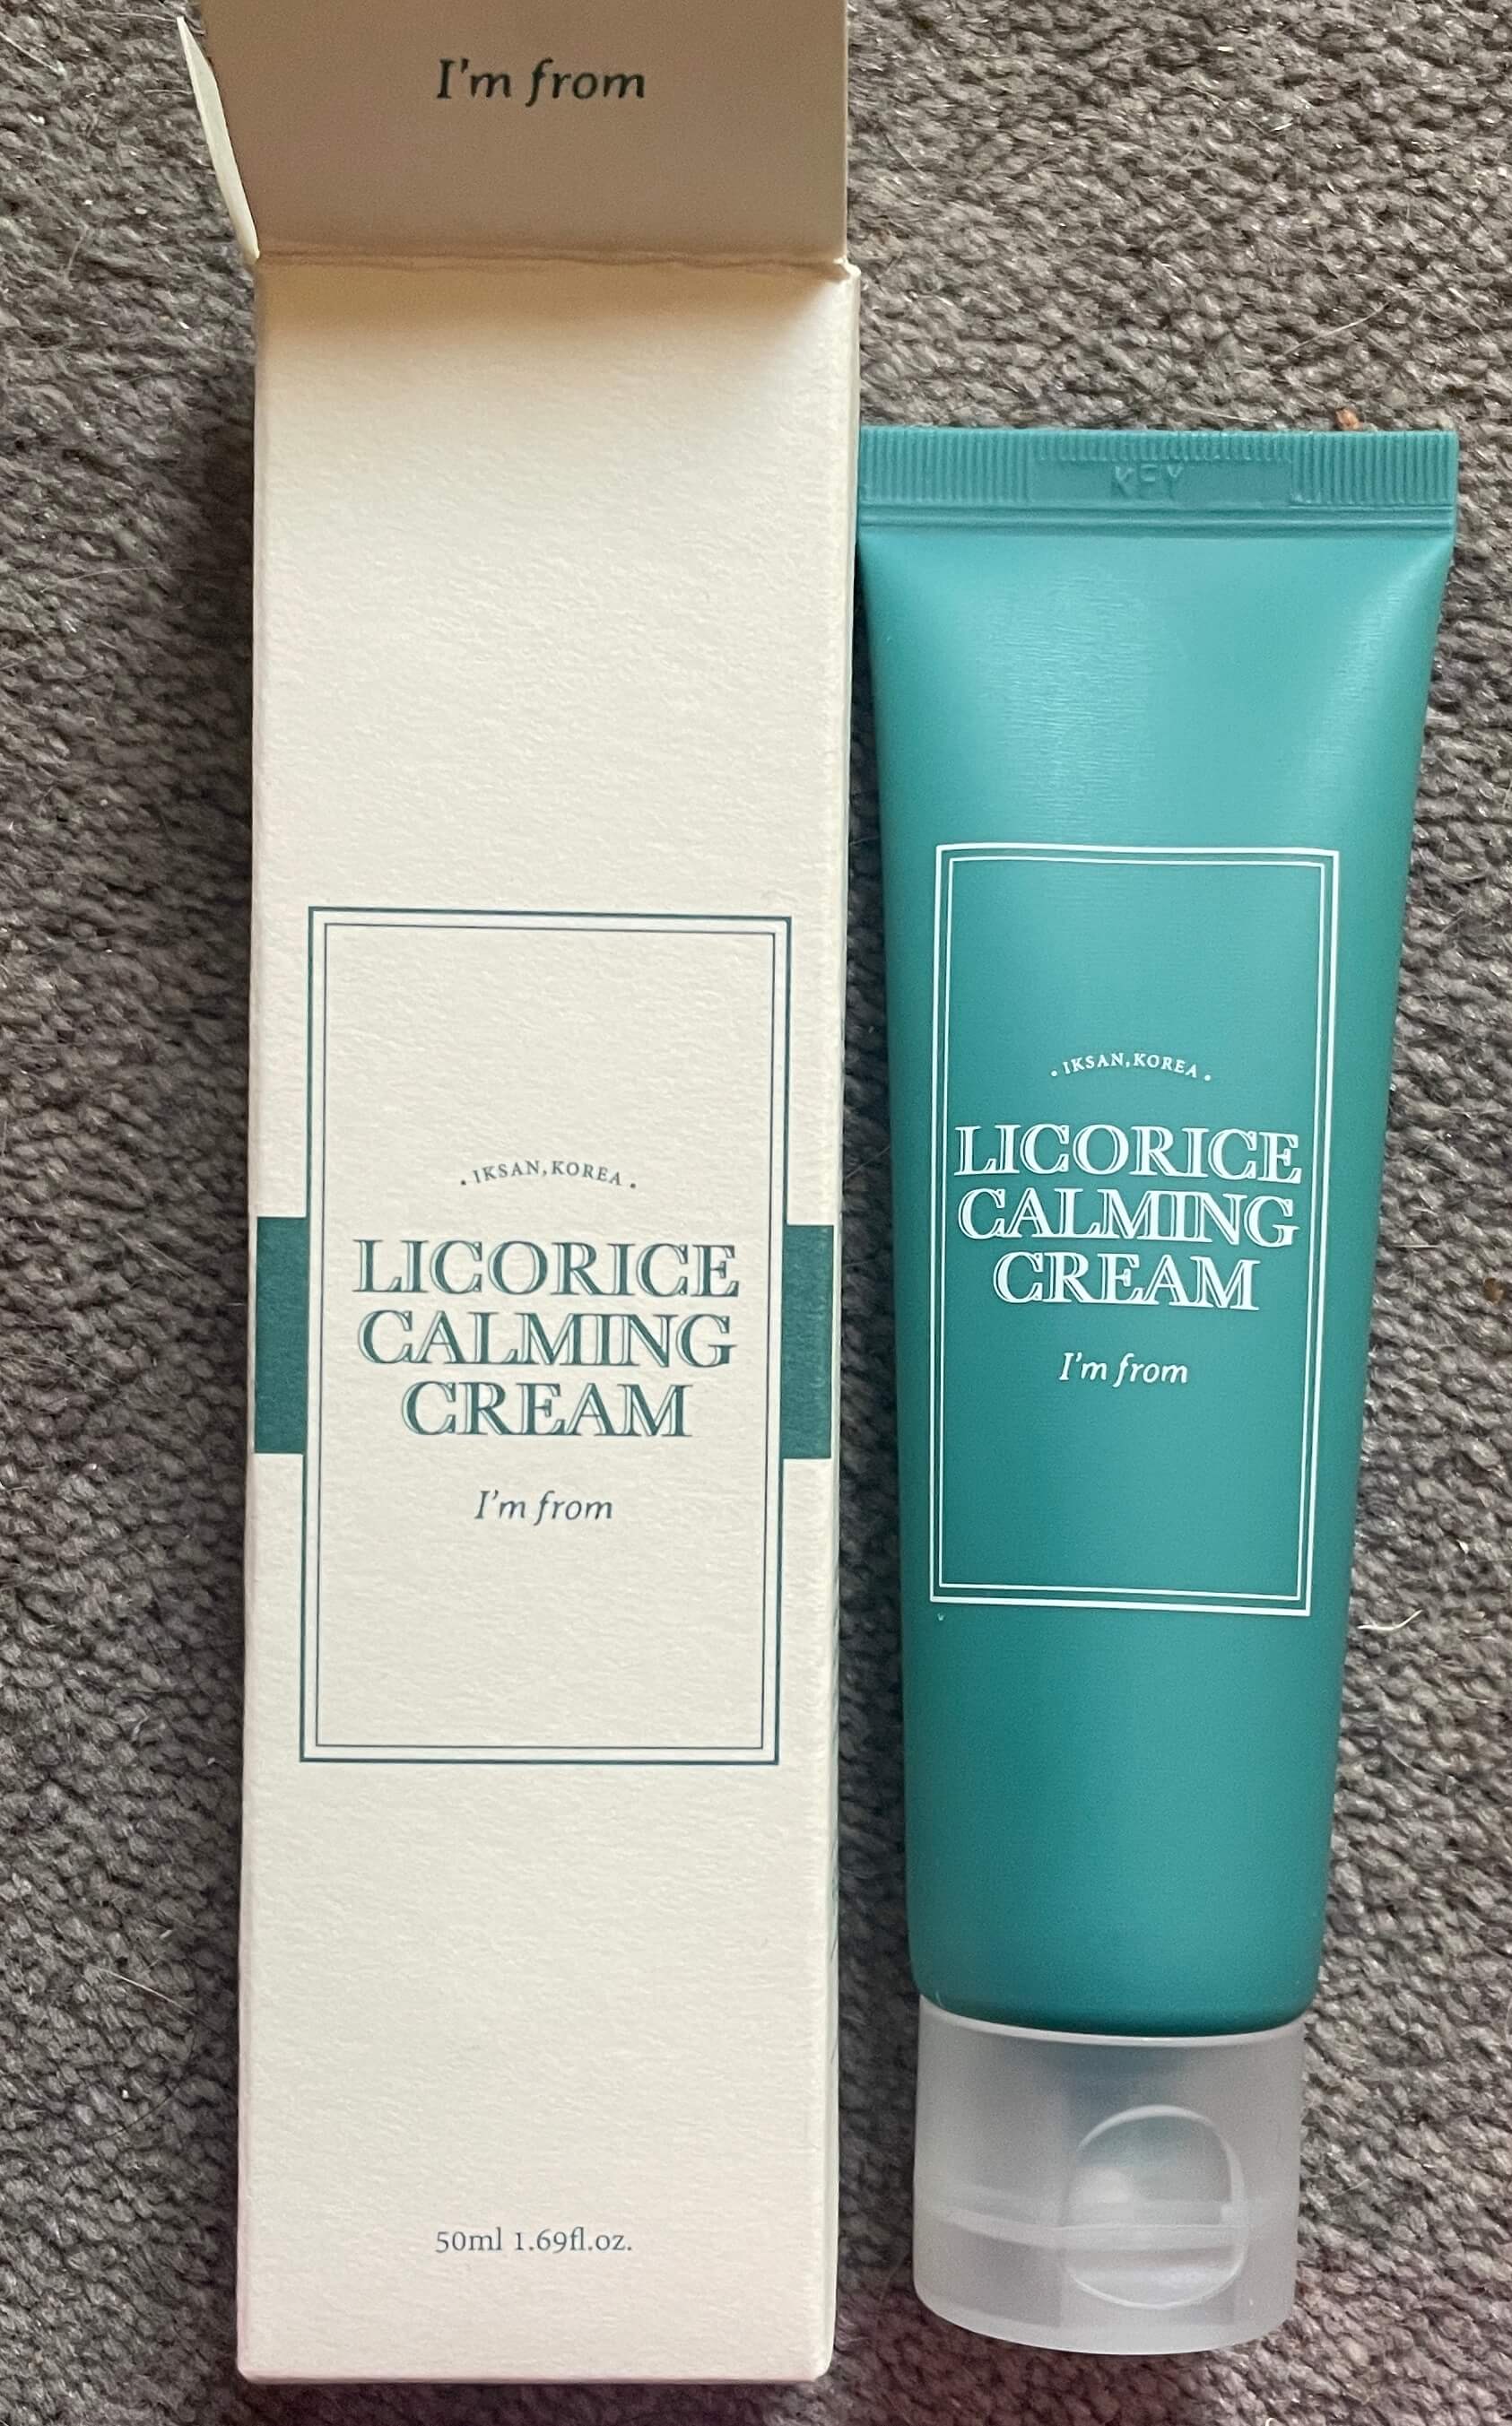 I'm from
. IKSAN,KOREA .
LICORICE
CALMING
CREAM
I'm from
50ml 1.69fl.oz.
. IKSAN,KOREA .
LICORICE
CALMING
CREAM
I'm from